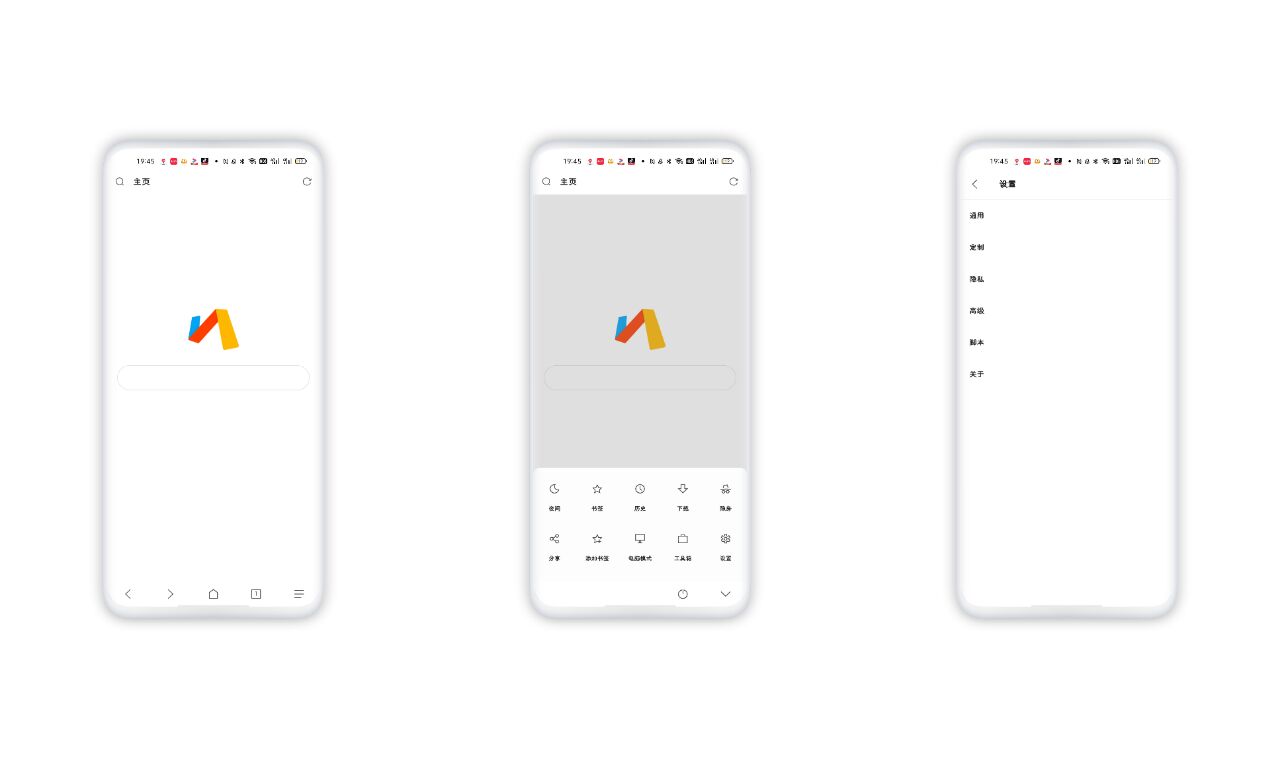 19:45
主页
1
19:45
主页
夜间 书签 历史 下载 隐身
分享 添加书签 电脑模式 工具箱 设置
19:45
设置
通用
定制
隐私
高级
脚本
关于